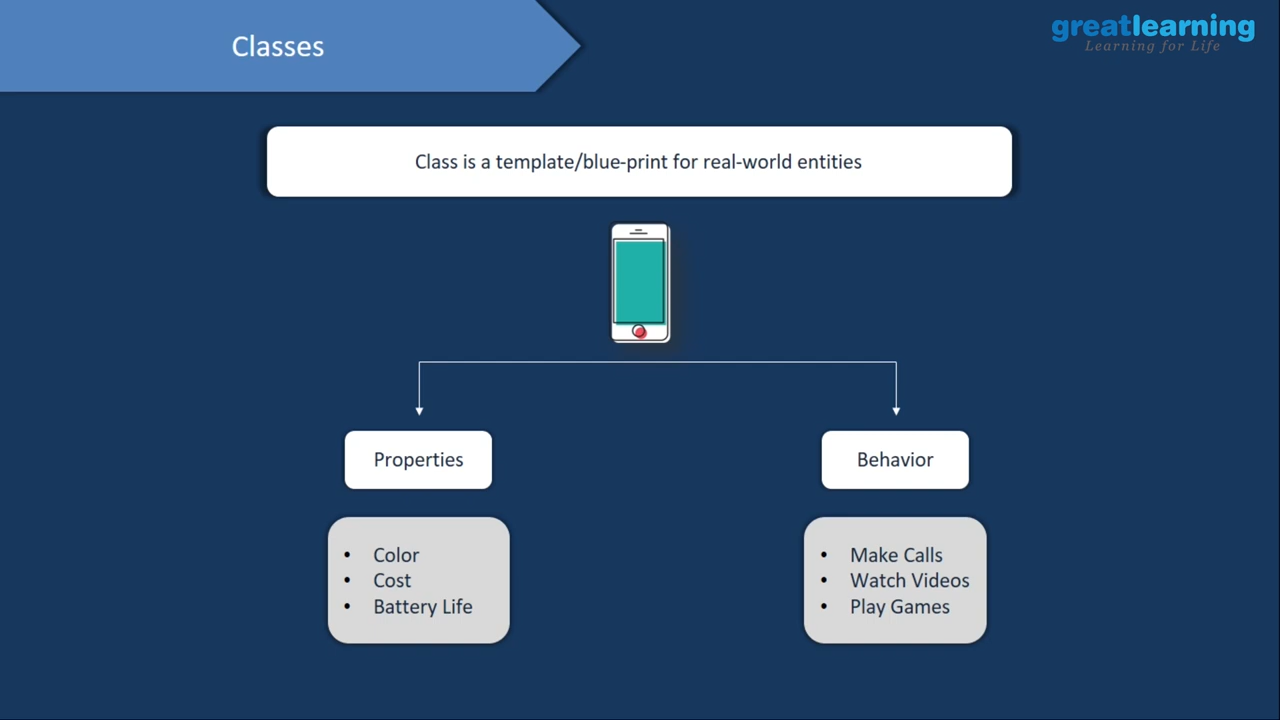 Classes
greatlearning
Learning for Life
Class is a template/blue-print for real-world entities
Properties
Behavior
• Color
• Cost
• Battery Life
• Make Calls
• Watch Videos
• Play Games